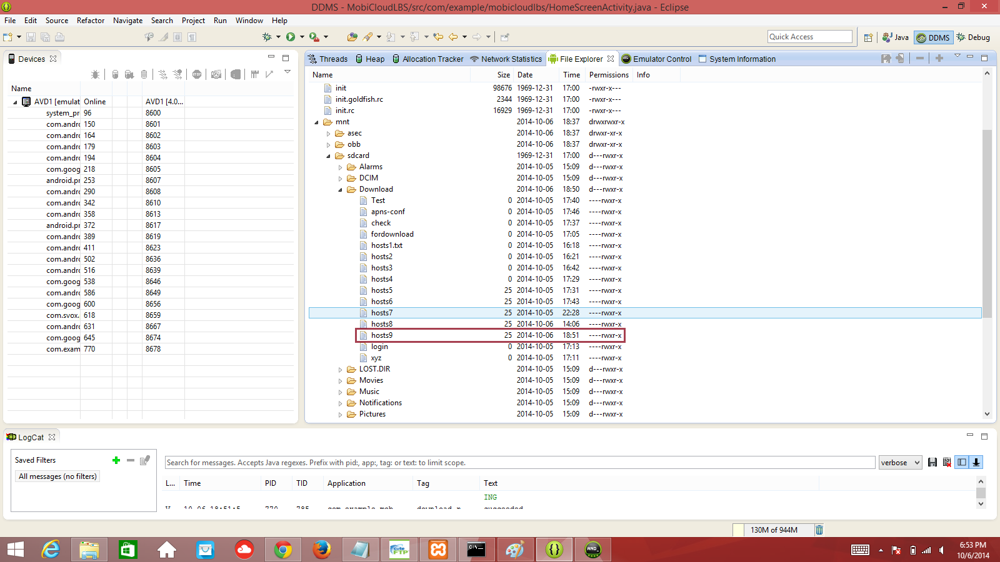 DDMS - MobiCloudLBS/src/com/example/mobicloudlbs/HomeScreenActivity.java - Eclipse
File Edit Source Refactor Navigate Search Project Run Window Help
Quick Access Java DDMS Debug
Devices
Name
AVD1 [emulat Online AVD1 [4.0...
system_pr 96 8600
com.andro 150 8601
com.andro 164 8602
com.andro 179 8603
com.andro 194 8604
com.goog 218 8605
android.pr 253 8607
com.andro 290 8608
com.andro 342 8610
com.andro 358 8613
android.pr 372 8617
com.andro 389 8619
com.andro 411 8623
com.andro 502 8636
com.andro 516 8639
com.goog 538 8646
com.andro 586 8649
com.goog 600 8656
com.svox. 618 8659
com.andro 631 8667
com.goog 645 8674
com.exam 770 8678
Threads Heap Allocation Tracker Network Statistics File Explorer Emulator Control System Information
Name Size Date Time Permissions Info
init 98676 1969-12-31 17:00 -rwxr-x---
init.goldfish.rc 2344 1969-12-31 17:00 -rwxr-x---
init.rc 16929 1969-12-31 17:00 -rwxr-x---
mnt 2014-10-06 18:37 drwxrwxr-x
asec 2014-10-06 18:37 drwxr-xr-x
obb 2014-10-06 18:37 drwxr-xr-x
sdcard 1969-12-31 17:00 d---rwxr-x
Alarms 2014-10-05 15:09 d---rwxr-x
DCIM 2014-10-05 15:09 d---rwxr-x
Download 2014-10-06 18:50 d---rwxr-x
Test 0 2014-10-05 17:40 ----rwxr-x
apns-conf 0 2014-10-05 17:46 ----rwxr-x
check 0 2014-10-05 17:37 ----rwxr-x
fordownload 0 2014-10-05 17:05 ----rwxr-x
hosts1.txt 0 2014-10-05 16:18 ----rwxr-x
hosts2 0 2014-10-05 16:21 ----rwxr-x
hosts3 0 2014-10-05 16:42 ----rwxr-x
hosts4 0 2014-10-05 17:29 ----rwxr-x
hosts5 25 2014-10-05 17:31 ----rwxr-x
hosts6 25 2014-10-05 17:43 ----rwxr-x
hosts7 25 2014-10-05 22:28 ----rwxr-x
hosts8 25 2014-10-06 14:06 ----rwxr-x
hosts9 25 2014-10-06 18:51 ----rwxr-x
login 0 2014-10-05 17:13 ----rwxr-x
xyz 0 2014-10-05 17:11 ----rwxr-x
LOST.DIR 2014-10-05 15:09 d---rwxr-x
Movies 2014-10-05 15:09 d---rwxr-x
Music 2014-10-05 15:09 d---rwxr-x
Notifications 2014-10-05 15:09 d---rwxr-x
Pictures 2014-10-05 15:09 d---rwxr-x
LogCat
Saved Filters
All messages (no filters)
Search for messages. Accepts Java regexes. Prefix with pid:, app:, tag: or text: to limit scope. verbose
L... Time PID TID Application Tag Text
ING
130M of 944M
cute FTP
C:\_
AND
6:53 PM
10/6/2014